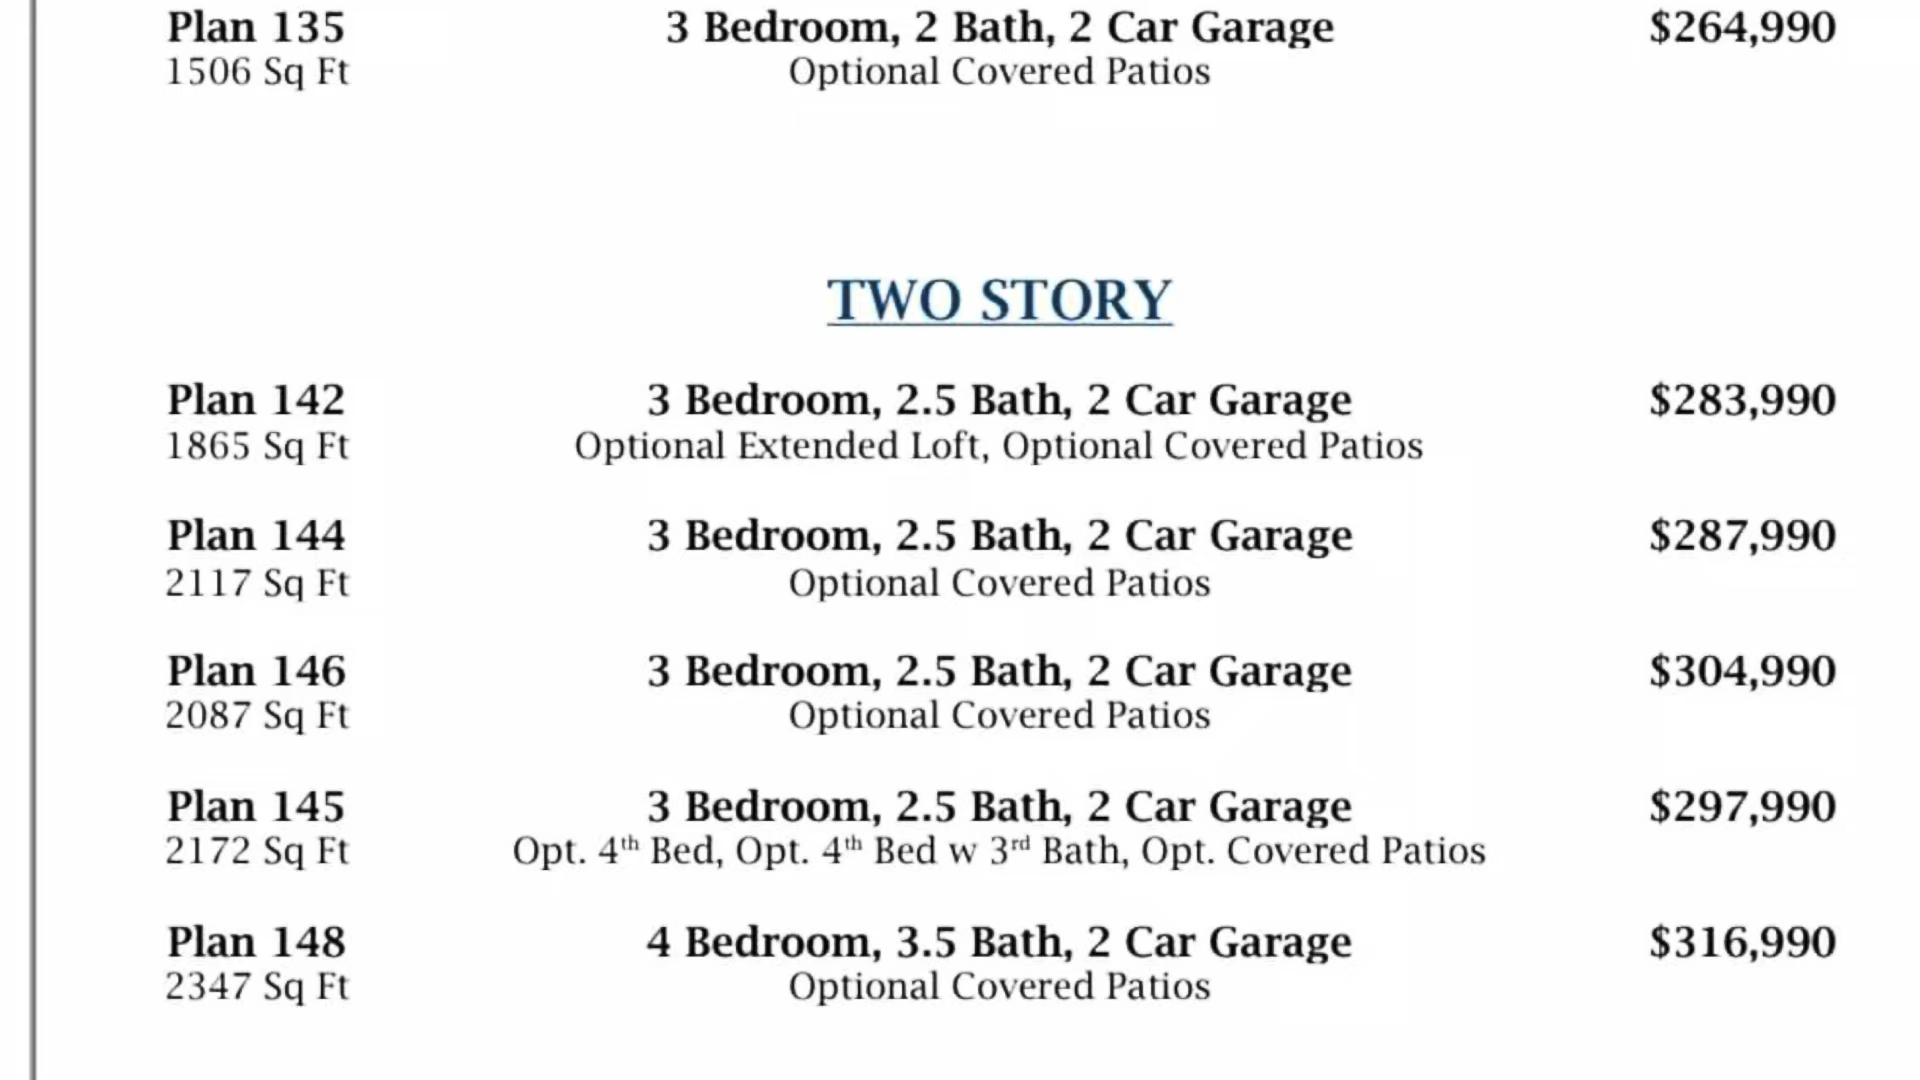 Plan 135 3 Bedroom, 2 Bath, 2 Car Garage $264,990
1506 Sq Ft Optional Covered Patios
TWO STORY
Plan 142 3 Bedroom, 2.5 Bath, 2 Car Garage $283,990
1865 Sq Ft Optional Extended Loft, Optional Covered Patios
Plan 144 3 Bedroom, 2.5 Bath, 2 Car Garage $287,990
2117 Sq Ft Optional Covered Patios
Plan 146 3 Bedroom, 2.5 Bath, 2 Car Garage $304,990
2087 Sq Ft Optional Covered Patios
Plan 145 3 Bedroom, 2.5 Bath, 2 Car Garage $297,990
2172 Sq Ft Opt. 4th Bed, Opt. 4th Bed w 3rd Bath, Opt. Covered Patios
Plan 148 4 Bedroom, 3.5 Bath, 2 Car Garage $316,990
2347 Sq Ft Optional Covered Patios